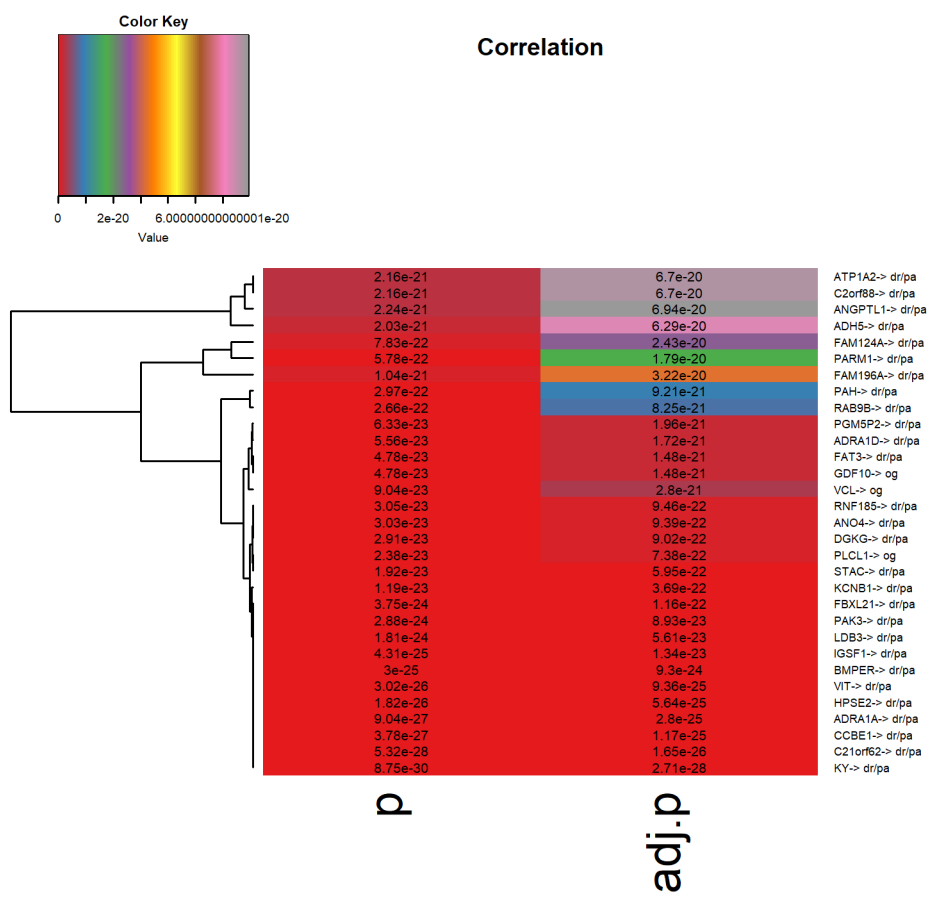 Color Key
Correlation
0 2e-20 6.00000000000001e-20
Value
2.16e-21 6.7e-20 ATP1A2-> dr/pa
2.16e-21 6.7e-20 C2orf88-> dr/pa
2.24e-21 6.94e-20 ANGPTL1-> dr/pa
2.03e-21 6.29e-20 ADH5-> dr/pa
7.83e-22 2.43e-20 FAM124A-> dr/pa
5.78e-22 1.79e-20 PARM1-> dr/pa
1.04e-21 3.22e-20 FAM196A-> dr/pa
2.97e-22 9.21e-21 PAH-> dr/pa
2.66e-22 8.25e-21 RAB9B-> dr/pa
6.33e-23 1.96e-21 PGM5P2-> dr/pa
5.56e-23 1.72e-21 ADRA1D-> dr/pa
4.78e-23 1.48e-21 FAT3-> dr/pa
4.78e-23 1.48e-21 GDF10-> og
9.04e-23 2.8e-21 VCL-> og
3.05e-23 9.46e-22 RNF185-> dr/pa
3.03e-23 9.39e-22 ANO4-> dr/pa
2.91e-23 9.02e-22 DGKG-> dr/pa
2.38e-23 7.38e-22 PLCL1-> og
1.92e-23 5.95e-22 STAC-> dr/pa
1.19e-23 3.69e-22 KCNB1-> dr/pa
3.75e-24 1.16e-22 FBXL21-> dr/pa
2.88e-24 8.93e-23 PAK3-> dr/pa
1.81e-24 5.61e-23 LDB3-> dr/pa
4.31e-25 1.34e-23 IGSF1-> dr/pa
3e-25 9.3e-24 BMPER-> dr/pa
3.02e-26 9.36e-25 VIT-> dr/pa
1.82e-26 5.64e-25 HPSE2-> dr/pa
9.04e-27 2.8e-25 ADRA1A-> dr/pa
3.78e-27 1.17e-25 CCBE1-> dr/pa
5.32e-28 1.65e-26 C21orf62-> dr/pa
8.75e-30 2.71e-28 KY-> dr/pa
p adj.p